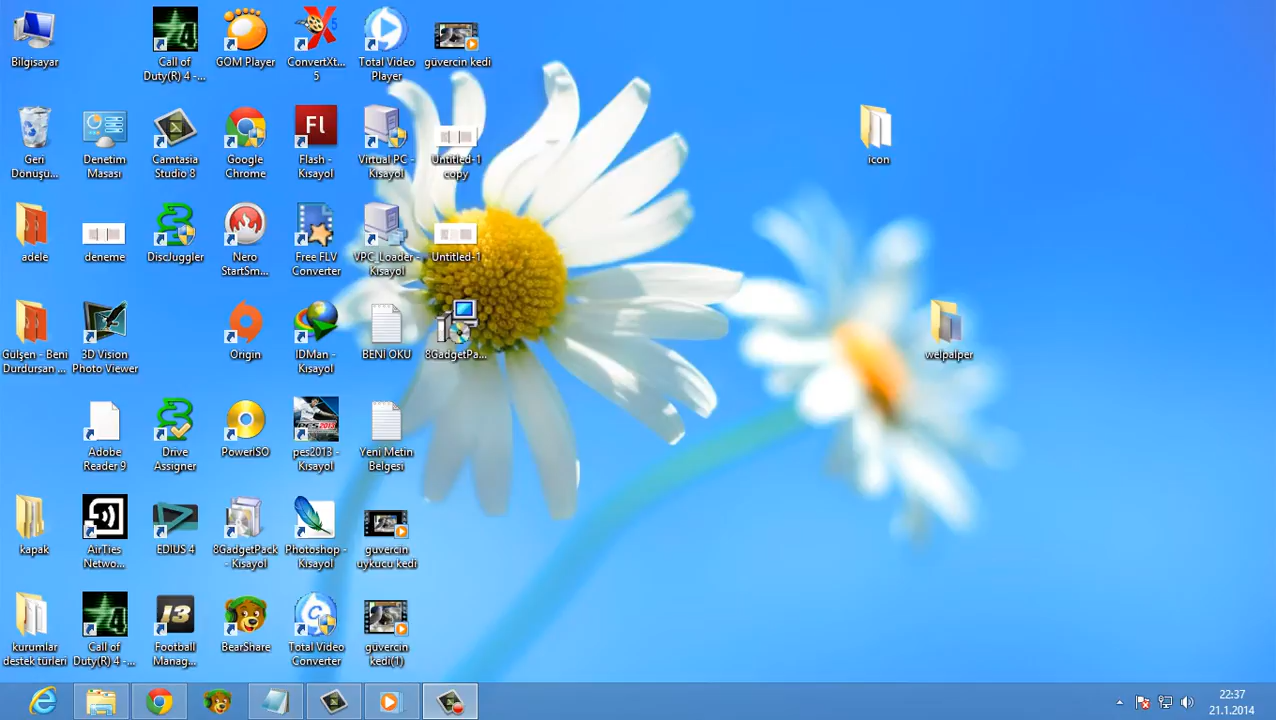 Bilgisayar
Call of
Duty(R) 4 -...
GOM Player
ConvertXt...
5
Total Video
Player
güvercin kedi
Geri
Dönüşü...
Denetim
Masası
Camtasia
Studio 8
Google
Chrome
Flash -
Kısayol
Virtual PC -
Kısayol
Untitled-1
copy
icon
adele
deneme
DiscJuggler
Nero
StartSm...
Free FLV
Converter
VPC_Loader -
Kısayol
Untitled-1
Gülşen - Beni
Durdursan ...
3D Vision
Photo Viewer
Origin
IDMan -
Kısayol
BENİ OKU
8GadgetPa...
welpalper
Adobe
Reader 9
Drive
Assigner
PowerISO
pes2013 -
Kısayol
Yeni Metin
Belgesi
kapak
AirTies
Netwo...
EDIUS 4
8GadgetPack
- Kısayol
Photoshop -
Kısayol
güvercin
uykucu kedi
kurumlar
destek türleri
Call of
Duty(R) 4 -...
Football
Manag...
BearShare
Total Video
Converter
güvercin
kedi(1)
22:37
21.1.2014